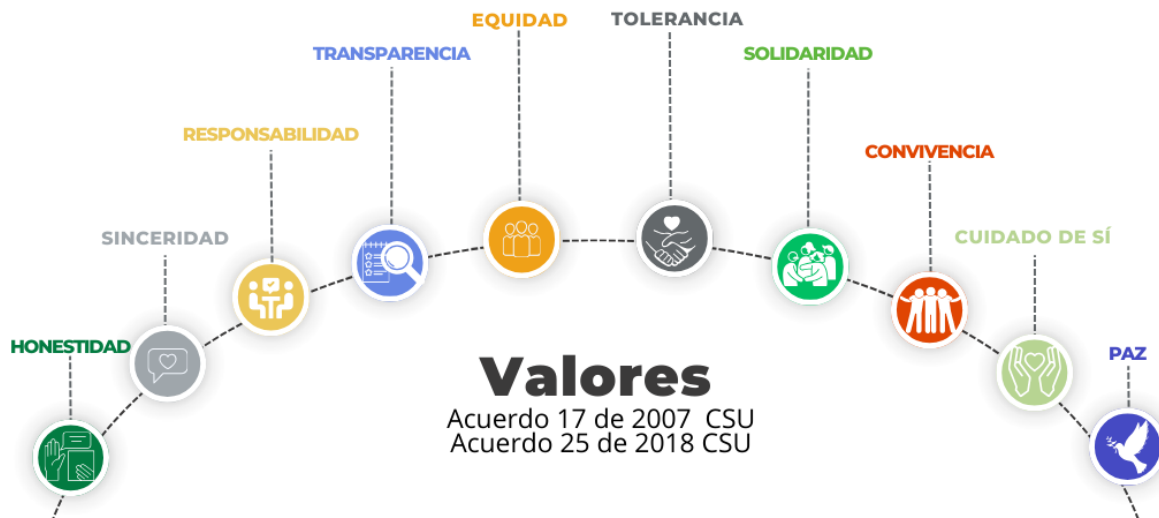 EQUIDAD
TOLERANCIA
TRANSPARENCIA
SOLIDARIDAD
RESPONSABILIDAD
CONVIVENCIA
SINCERIDAD
CUIDADO DE SÍ
HONESTIDAD
PAZ
Valores
Acuerdo 17 de 2007 CSU
Acuerdo 25 de 2018 CSU